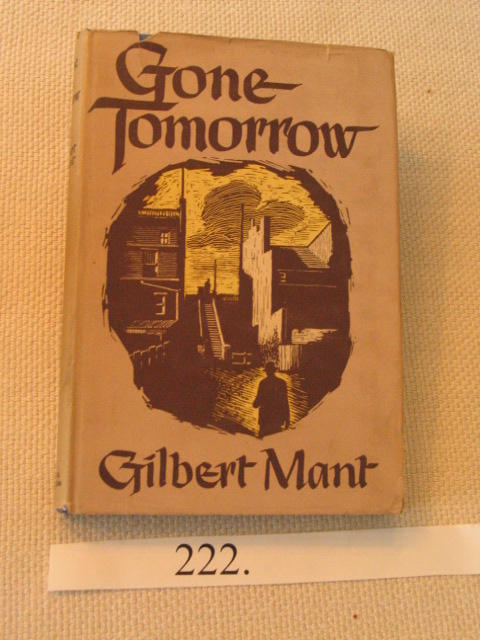 Gone
Tomorrow
Gilbert Mant
222.